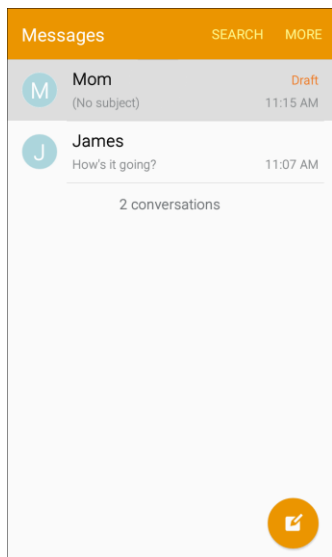 Messages SEARCH MORE
M Mom Draft
(No subject) 11:15 AM
J James
How's it going? 11:07 AM
2 conversations